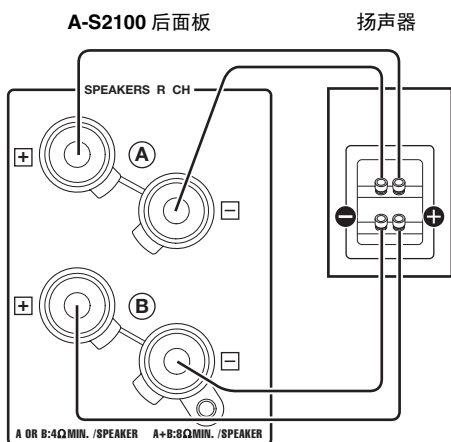 A-S2100 后面板
扬声器
SPEAKERS R CH
+
A
−
−
+
+
B
−
A OR B:4ΩMIN. /SPEAKER A+B:8ΩMIN. /SPEAKER